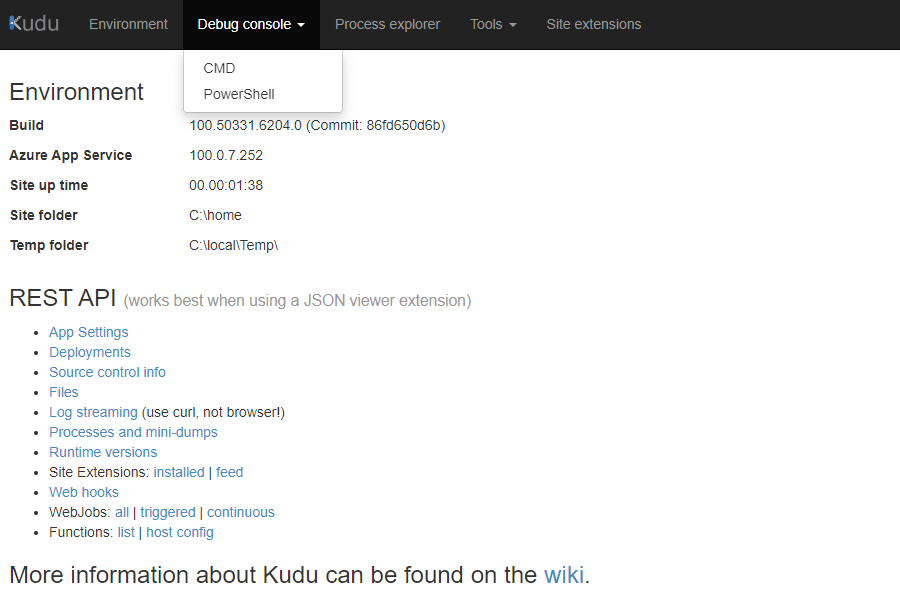 Kudu Environment Debug console Process explorer Tools Site extensions
CMD
PowerShell
Environment
Build 100.50331.6204.0 (Commit: 86fd650d6b)
Azure App Service 100.0.7.252
Site up time 00.00:01:38
Site folder C:\home
Temp folder C:\local\Temp\
REST API (works best when using a JSON viewer extension)
• App Settings
• Deployments
• Source control info
• Files
• Log streaming (use curl, not browser!)
• Processes and mini-dumps
• Runtime versions
• Site Extensions: installed | feed
• Web hooks
• WebJobs: all | triggered | continuous
• Functions: list | host config
More information about Kudu can be found on the wiki.